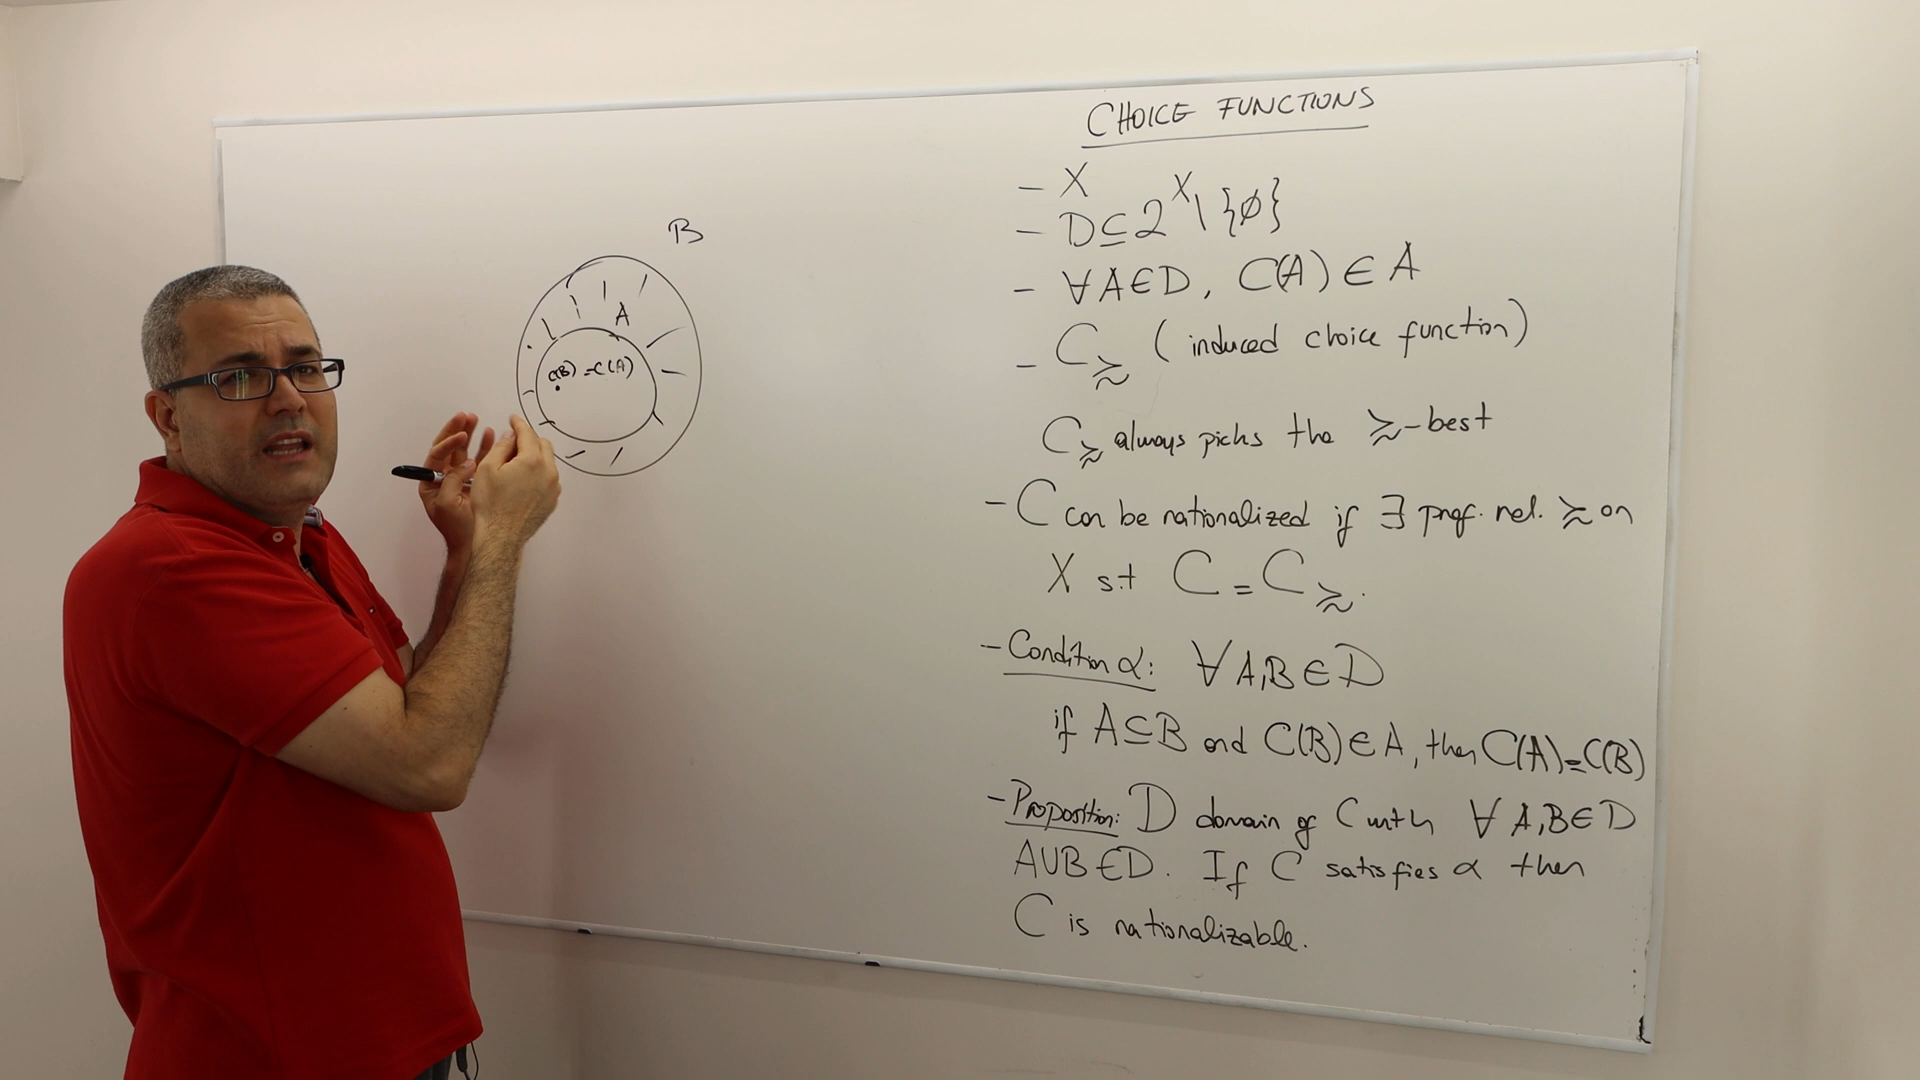 B
A
C(B) = C(A)
CHOICE FUNCTIONS
- X
- D ⊆ 2^X \ {∅}
- ∀ A ∈ D, C(A) ∈ A
- C≿ (induced choice function)
C≿ always picks the ≿-best
- C can be rationalized if ∃ pref. rel. ≿ on
X s.t C = C≿.
- Condition α: ∀ A,B ∈ D
if A ⊆ B and C(B) ∈ A, then C(A) = C(B)
- Proposition: D domain of C with ∀ A,B ∈ D
A∪B ∈ D. If C satisfies α then
C is rationalizable.